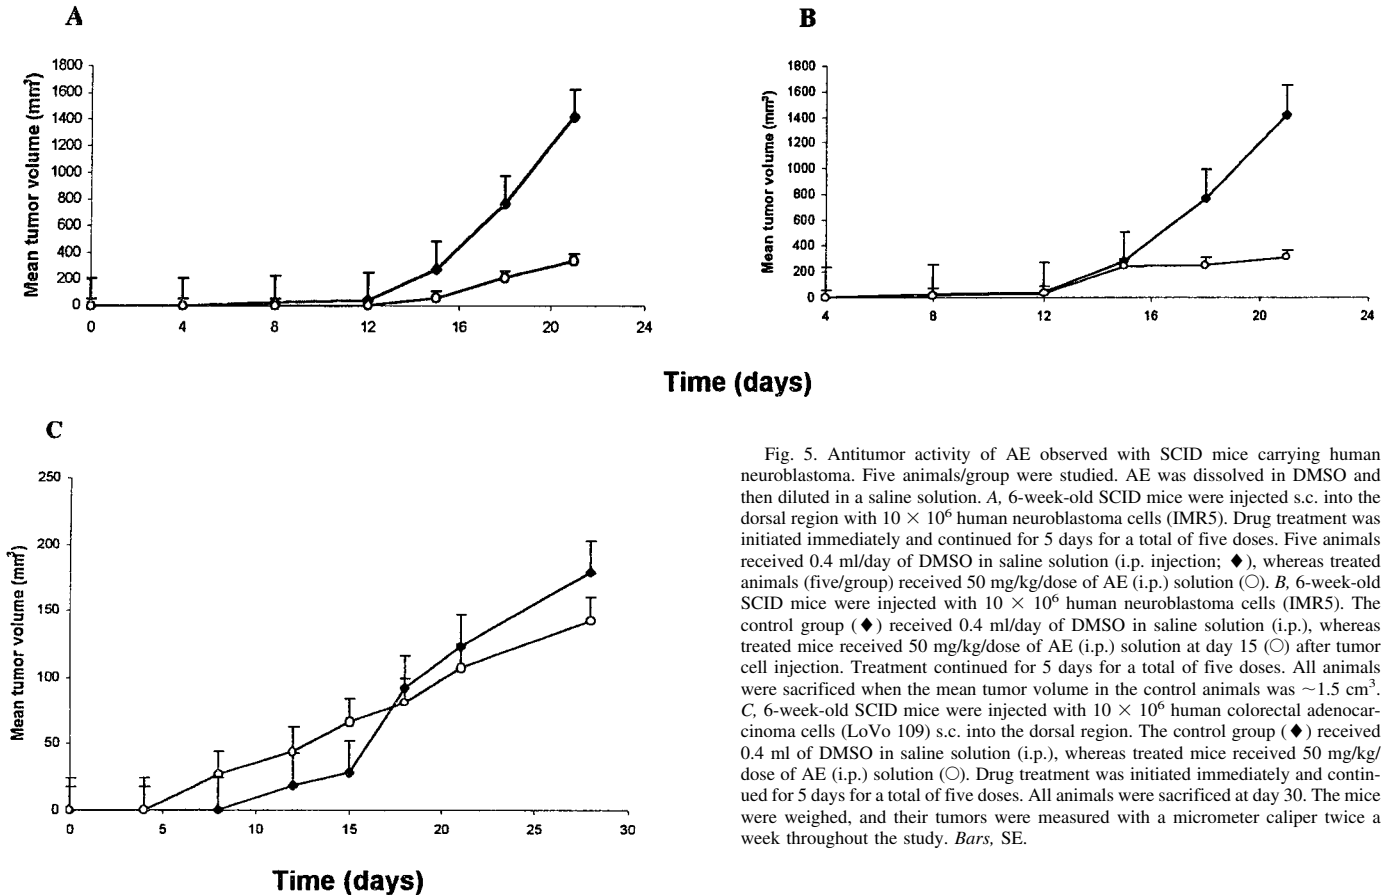 A
Mean tumor volume (mm³)
1800
1600
1400
1200
1000
800
600
400
200
0
0 4 8 12 16 20 24
B
Mean tumor volume (mm³)
1800
1600
1400
1200
1000
800
600
400
200
0
4 8 12 16 20 24
Time (days)
C
Mean tumor volume (mm³)
250
200
150
100
50
0
0 5 10 15 20 25 30
Time (days)
Fig. 5. Antitumor activity of AE observed with SCID mice carrying human
neuroblastoma. Five animals/group were studied. AE was dissolved in DMSO and
then diluted in a saline solution. A, 6-week-old SCID mice were injected s.c. into the
dorsal region with 10 × 10⁶ human neuroblastoma cells (IMR5). Drug treatment was
initiated immediately and continued for 5 days for a total of five doses. Five animals
received 0.4 ml/day of DMSO in saline solution (i.p. injection; ♦), whereas treated
animals (five/group) received 50 mg/kg/dose of AE (i.p.) solution (○). B, 6-week-old
SCID mice were injected with 10 × 10⁶ human neuroblastoma cells (IMR5). The
control group (♦) received 0.4 ml/day of DMSO in saline solution (i.p.), whereas
treated mice received 50 mg/kg/dose of AE (i.p.) solution at day 15 (○) after tumor
cell injection. Treatment continued for 5 days for a total of five doses. All animals
were sacrificed when the mean tumor volume in the control animals was ~1.5 cm³.
C, 6-week-old SCID mice were injected with 10 × 10⁶ human colorectal adenocar-
cinoma cells (LoVo 109) s.c. into the dorsal region. The control group (♦) received
0.4 ml of DMSO in saline solution (i.p.), whereas treated mice received 50 mg/kg/
dose of AE (i.p.) solution (○). Drug treatment was initiated immediately and contin-
ued for 5 days for a total of five doses. All animals were sacrificed at day 30. The mice
were weighed, and their tumors were measured with a micrometer caliper twice a
week throughout the study. Bars, SE.